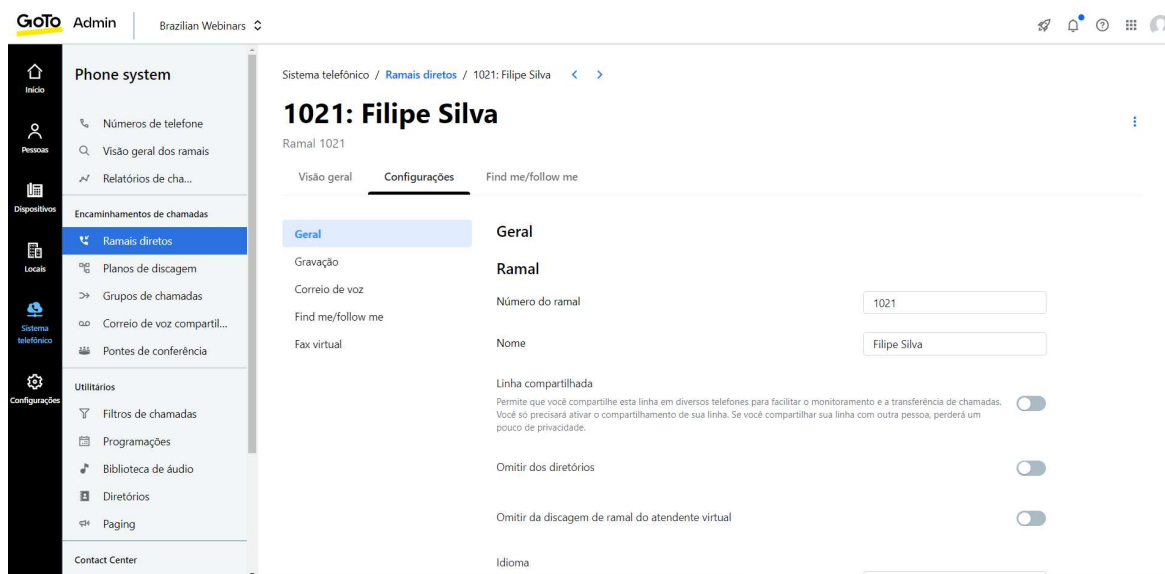 GoTo Admin
Brazilian Webinars
Início
Pessoas
Dispositivos
Locais
Sistema
telefônico
Configurações
Phone system
Números de telefone
Visão geral dos ramais
Relatórios de cha...
Encaminhamentos de chamadas
Ramais diretos
Planos de discagem
Grupos de chamadas
Correio de voz compartil...
Pontes de conferência
Utilitários
Filtros de chamadas
Programações
Biblioteca de áudio
Diretórios
Paging
Contact Center
Sistema telefônico / Ramais diretos / 1021: Filipe Silva < >
1021: Filipe Silva
Ramal 1021
Visão geral Configurações Find me/follow me
Geral
Gravação
Correio de voz
Find me/follow me
Fax virtual
Geral
Ramal
Número do ramal 1021
Nome Filipe Silva
Linha compartilhada
Permite que você compartilhe esta linha em diversos telefones para facilitar o monitoramento e a transferência de chamadas.
Você só precisará ativar o compartilhamento de sua linha. Se você compartilhar sua linha com outra pessoa, perderá um
pouco de privacidade.
Omitir dos diretórios
Omitir da discagem de ramal do atendente virtual
Idioma